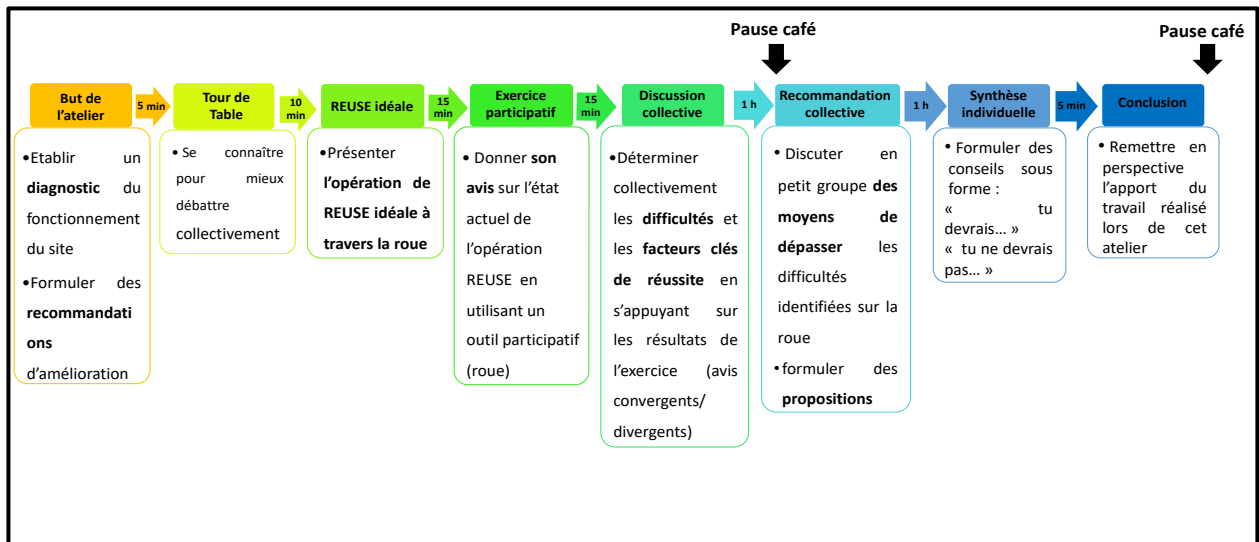 Pause café
Pause café
But de
l'atelier
5 min
Tour de
Table
10
min
REUSE idéale
15
min
Exercice
participatif
15
min
Discussion
collective
1 h
Recommandation
collective
1 h
Synthèse
individuelle
5 min
Conclusion
•Etablir un
diagnostic du
fonctionnement
du site
•Formuler des
recommandati
ons
d'amélioration
• Se connaître
pour mieux
débattre
collectivement
•Présenter
l'opération de
REUSE idéale à
travers la roue
• Donner son
avis sur l'état
actuel de
l'opération
REUSE en
utilisant un
outil participatif
(roue)
•Déterminer
collectivement
les difficultés et
les facteurs clés
de réussite en
s'appuyant sur
les résultats de
l'exercice (avis
convergents/
divergents)
• Discuter en
petit groupe des
moyens de
dépasser les
difficultés
identifiées sur la
roue
•formuler des
propositions
• Formuler des
conseils sous
forme :
« tu
devrais... »
« tu ne devrais
pas... »
• Remettre en
perspective
l'apport du
travail réalisé
lors de cet
atelier